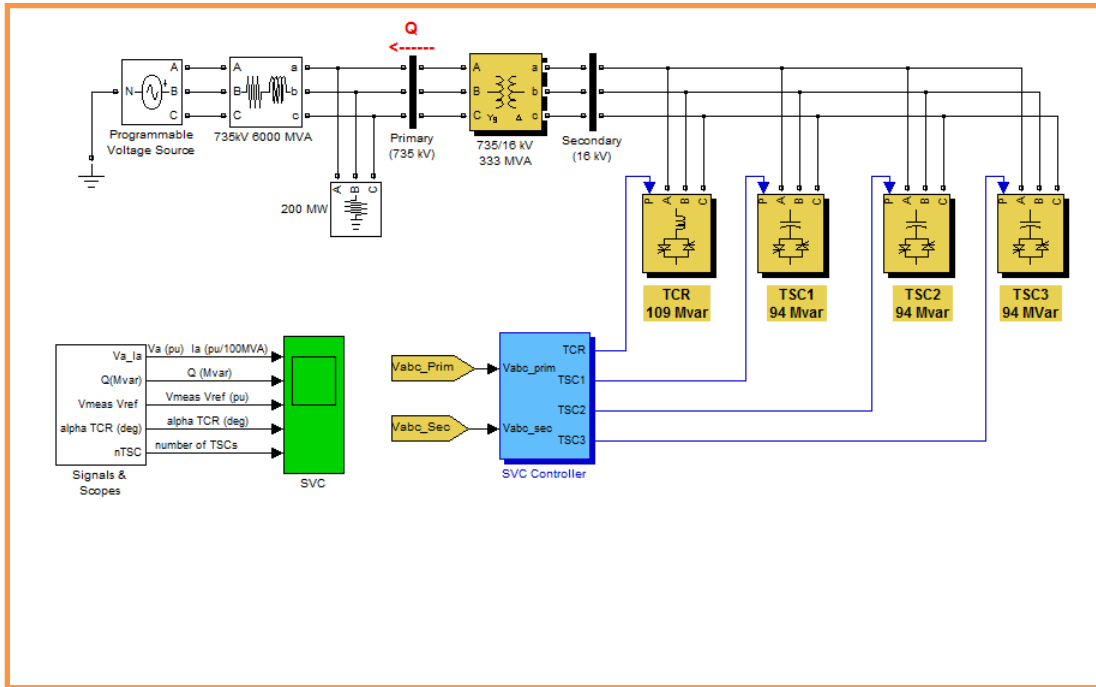 Q
<------
A
N
B
C
Programmable
Voltage Source
A
a
B
b
C
c
735kV 6000 MVA
A B C
200 MW
Primary
(735 kV)
A
a
B
b
C
c
Yg
Δ
735/16 kV
333 MVA
Secondary
(16 kV)
P A B C
TCR
109 Mvar
P A B C
TSC1
94 Mvar
P A B C
TSC2
94 Mvar
P A B C
TSC3
94 MVar
Va_Ia
Va (pu) Ia (pu/100MVA)
Q(Mvar)
Q (Mvar)
Vmeas Vref
Vmeas Vref (pu)
alpha TCR (deg)
alpha TCR (deg)
nTSC
number of TSCs
Signals &
Scopes
SVC
Vabc_Prim
Vabc_Sec
Vabc_prim
Vabc_sec
TCR
TSC1
TSC2
TSC3
SVC Controller